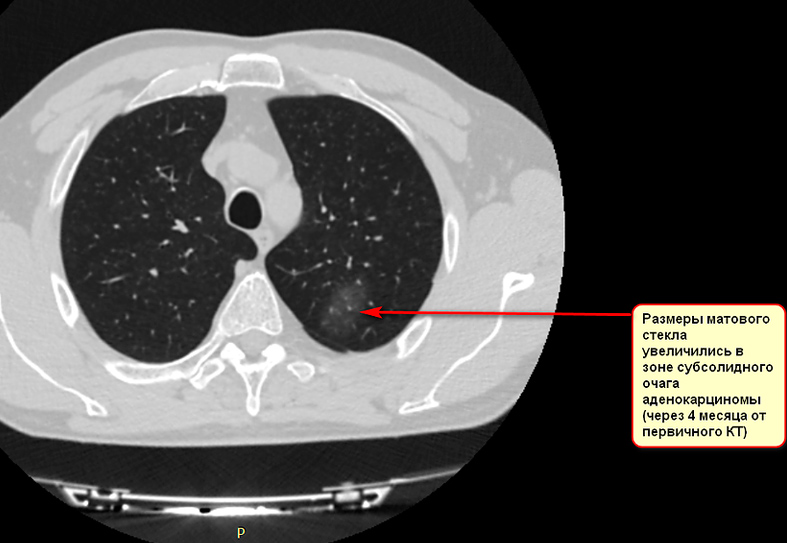 Размеры матового
стекла
увеличились в
зоне субсолидного
очага
аденокарциномы
(через 4 месяца от
первичного КТ)
P